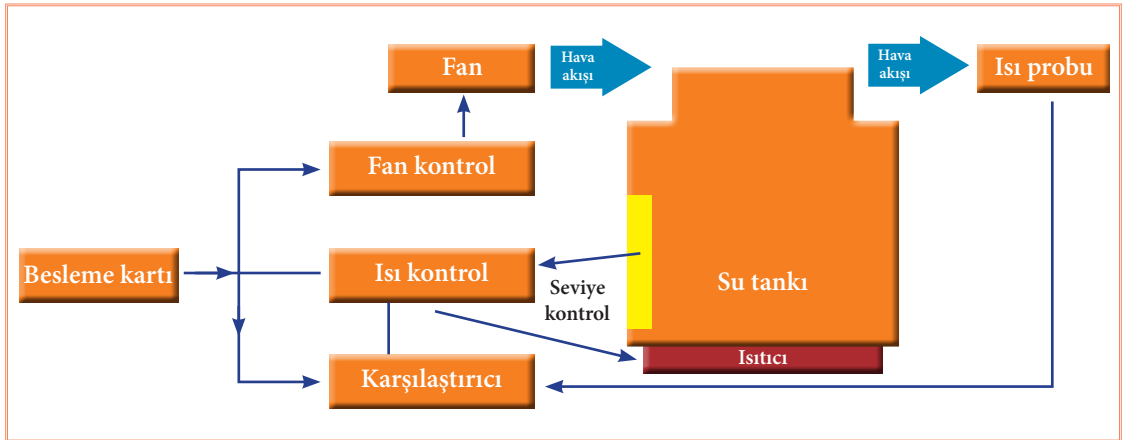 Fan
Hava
akışı
Hava
akışı
Isı probu
Fan kontrol
Besleme kartı
Isı kontrol
Seviye
kontrol
Su tankı
Isıtıcı
Karşılaştırıcı